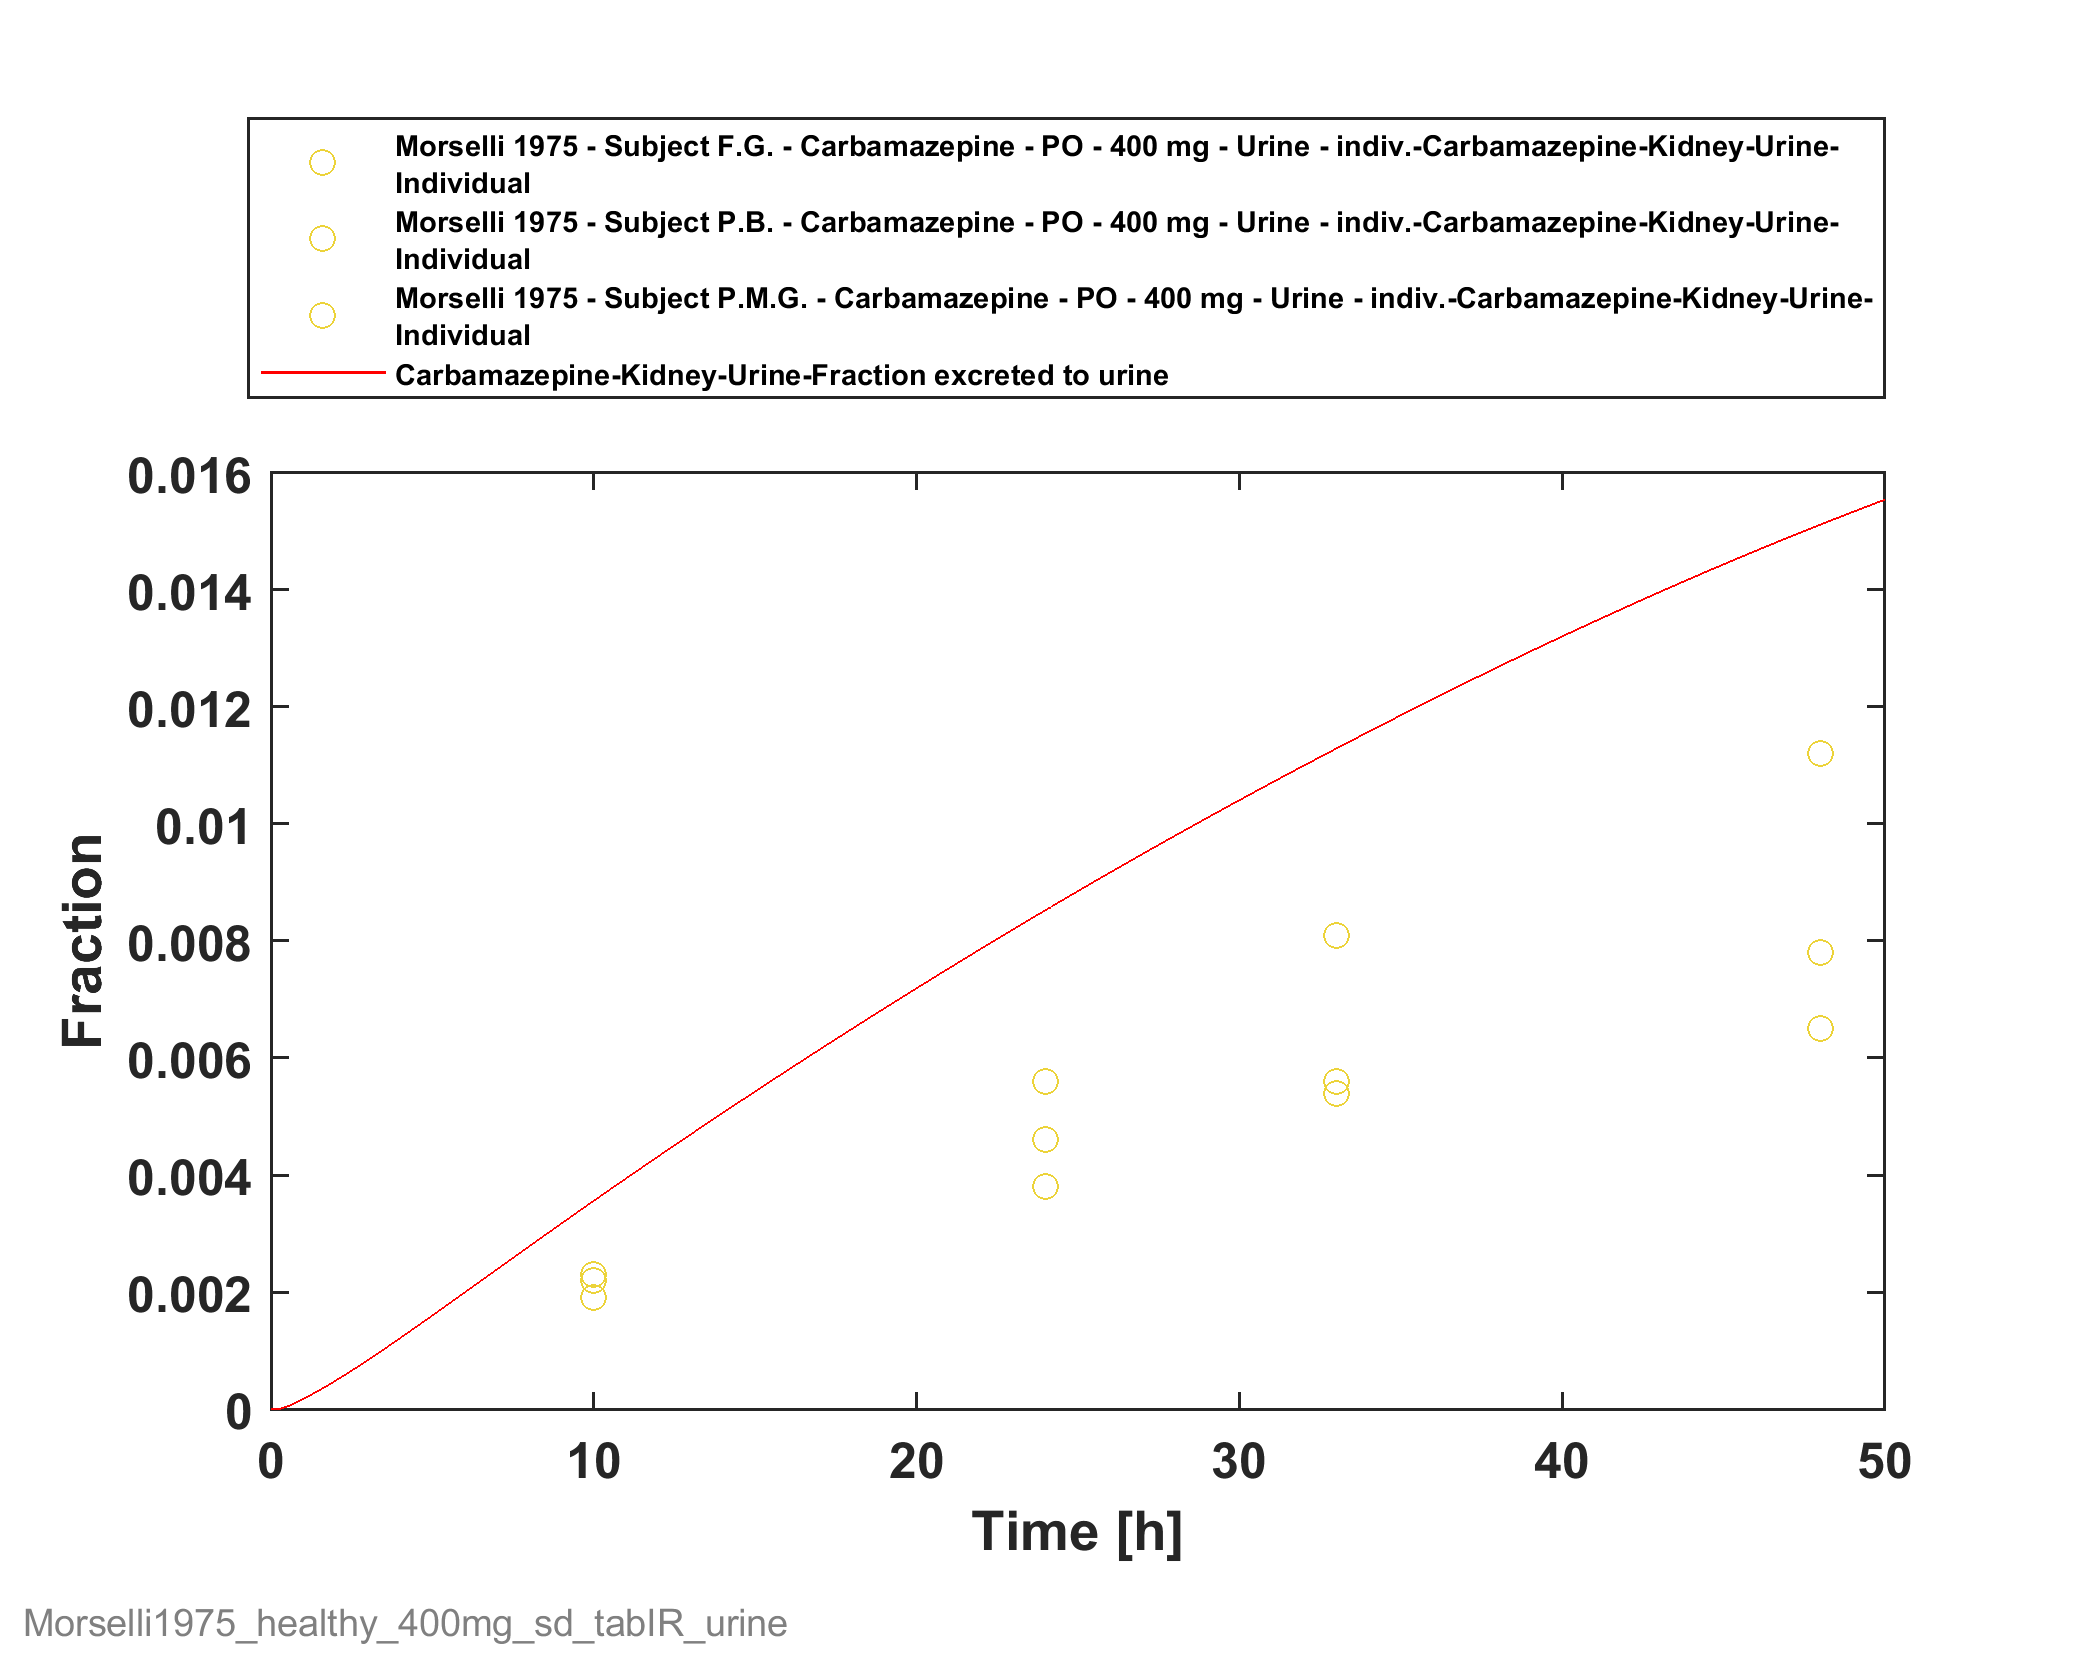 Morselli 1975 - Subject F.G. - Carbamazepine - PO - 400 mg - Urine - indiv.-Carbamazepine-Kidney-Urine-
Individual
Morselli 1975 - Subject P.B. - Carbamazepine - PO - 400 mg - Urine - indiv.-Carbamazepine-Kidney-Urine-
Individual
Morselli 1975 - Subject P.M.G. - Carbamazepine - PO - 400 mg - Urine - indiv.-Carbamazepine-Kidney-Urine-
Individual
Carbamazepine-Kidney-Urine-Fraction excreted to urine
0.016
0.014
0.012
0.01
0.008
0.006
0.004
0.002
0
Fraction
0 10 20 30 40 50
Time [h]
Morselli1975_healthy_400mg_sd_tabIR_urine